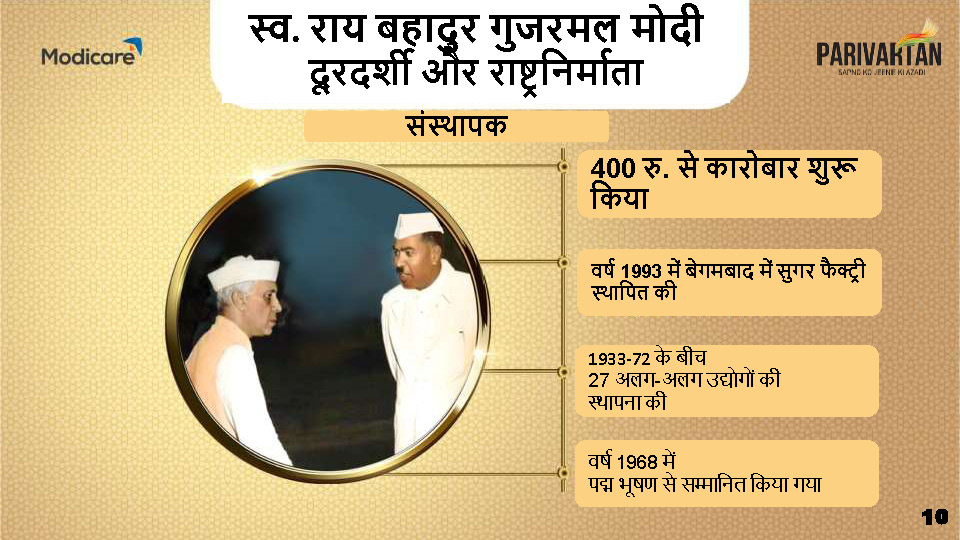 Modicare
स्व. राय बहादुर गुजरमल मोदी
दूरदर्शी और राष्ट्रनिर्माता
PARIVARTAN
SAPNO KO JEENE KI AZADI
संस्थापक
400 रु. से कारोबार शुरू
किया
वर्ष 1993 में बेगमबाद में सुगर फैक्ट्री
स्थापित की
1933-72 के बीच
27 अलग-अलग उद्योगों की
स्थापना की
वर्ष 1968 में
पद्म भूषण से सम्मानित किया गया
10